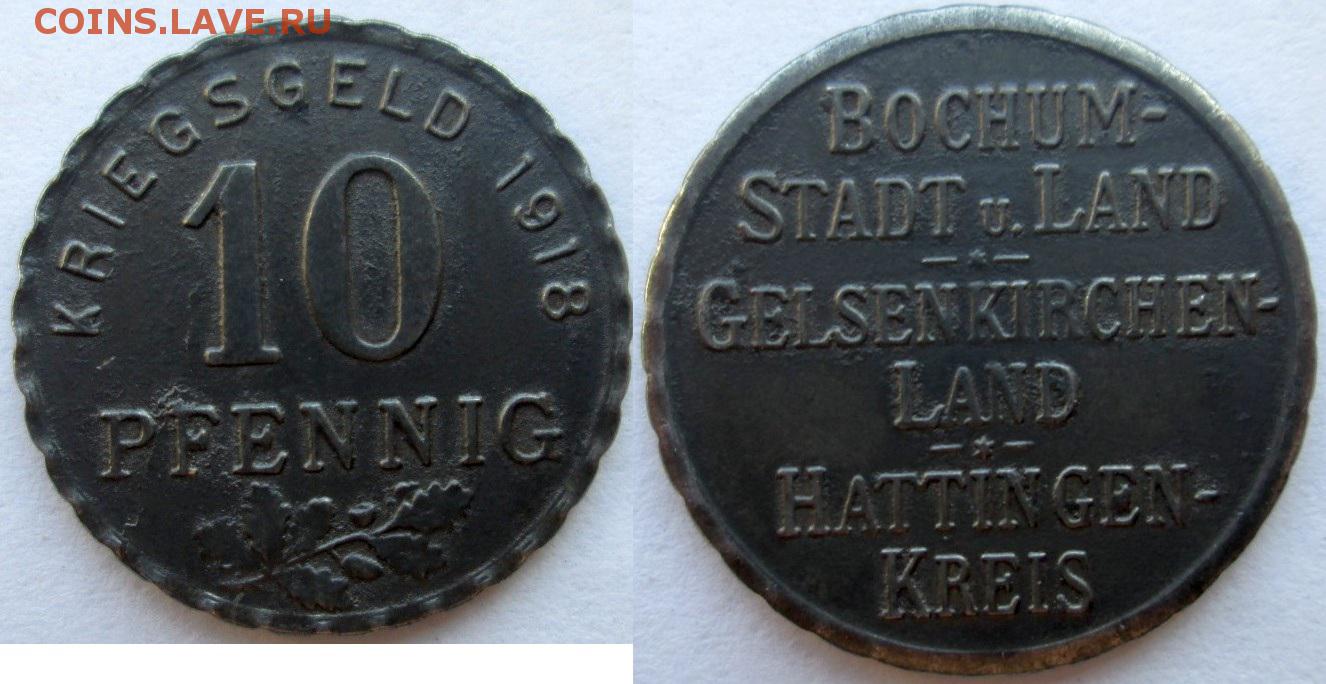 COINS.LAVE.RU
KRIEGSGELD 1918
10
PFENNIG
BOCHUM-
STADT u. LAND
GELSENKIRCHEN-
LAND
HATTINGEN-
KREIS